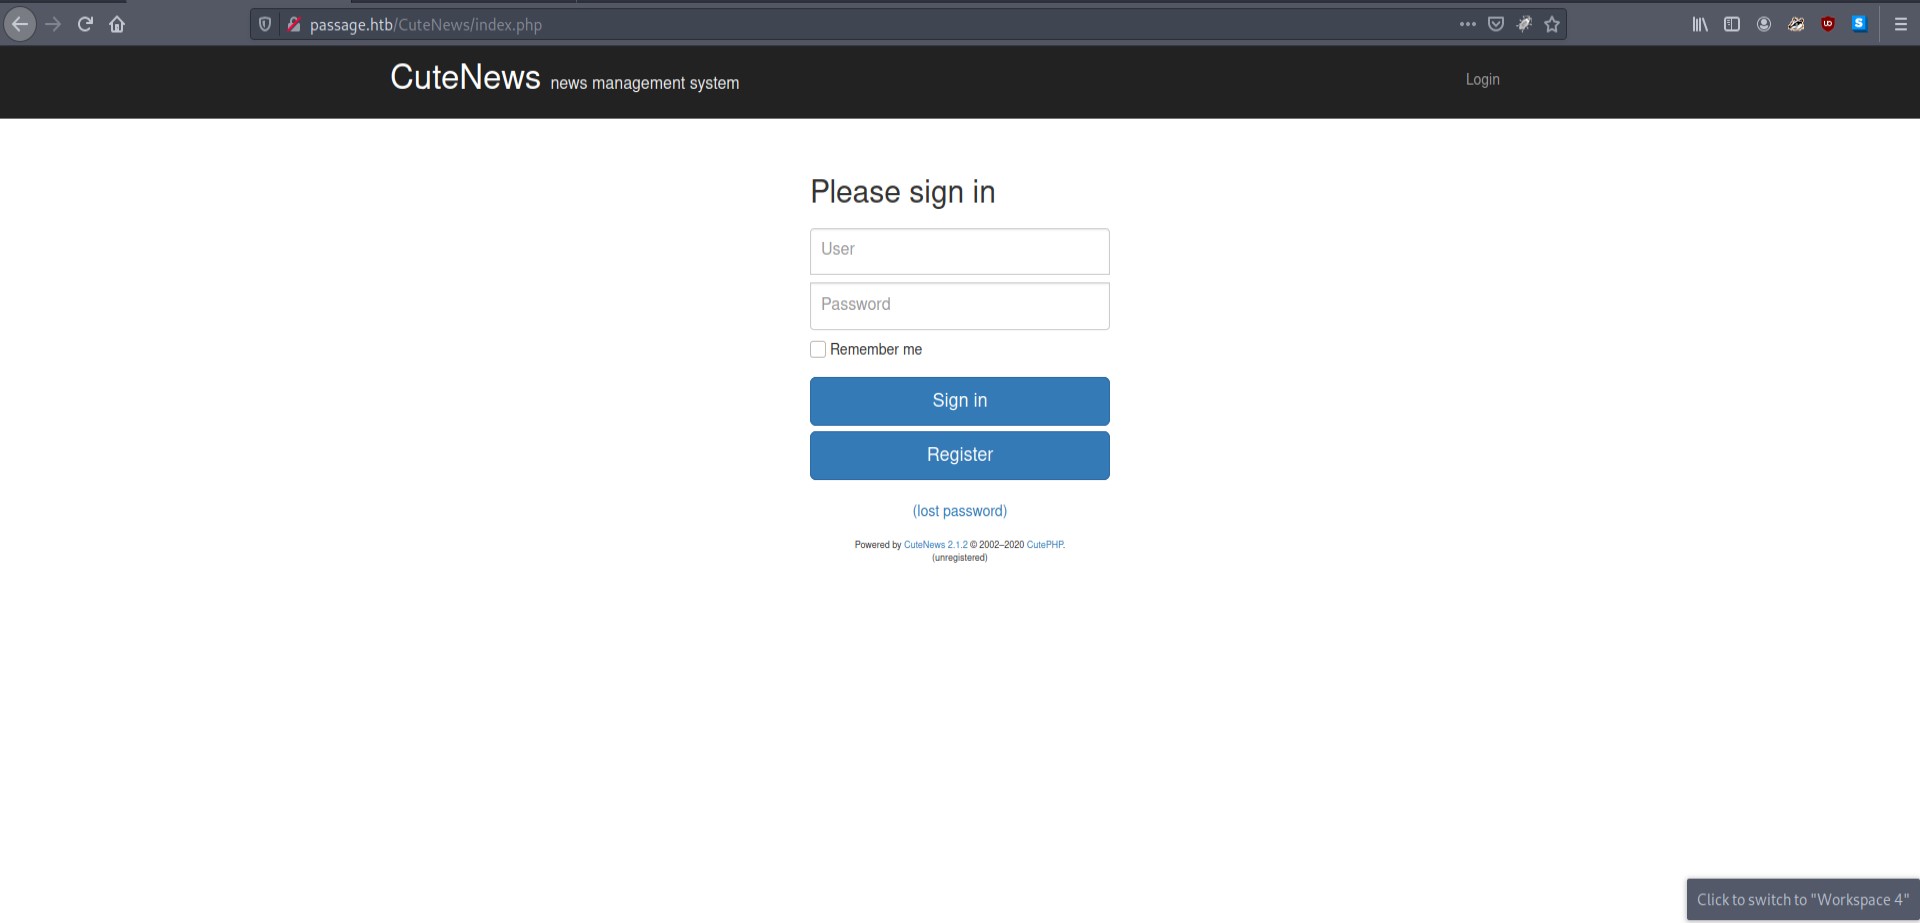 passage.htb/CuteNews/index.php
CuteNews news management system
Login
Please sign in
User
Password
Remember me
Sign in
Register
(lost password)
Powered by CuteNews 2.1.2 © 2002–2020 CutePHP.
(unregistered)
Click to switch to "Workspace 4"